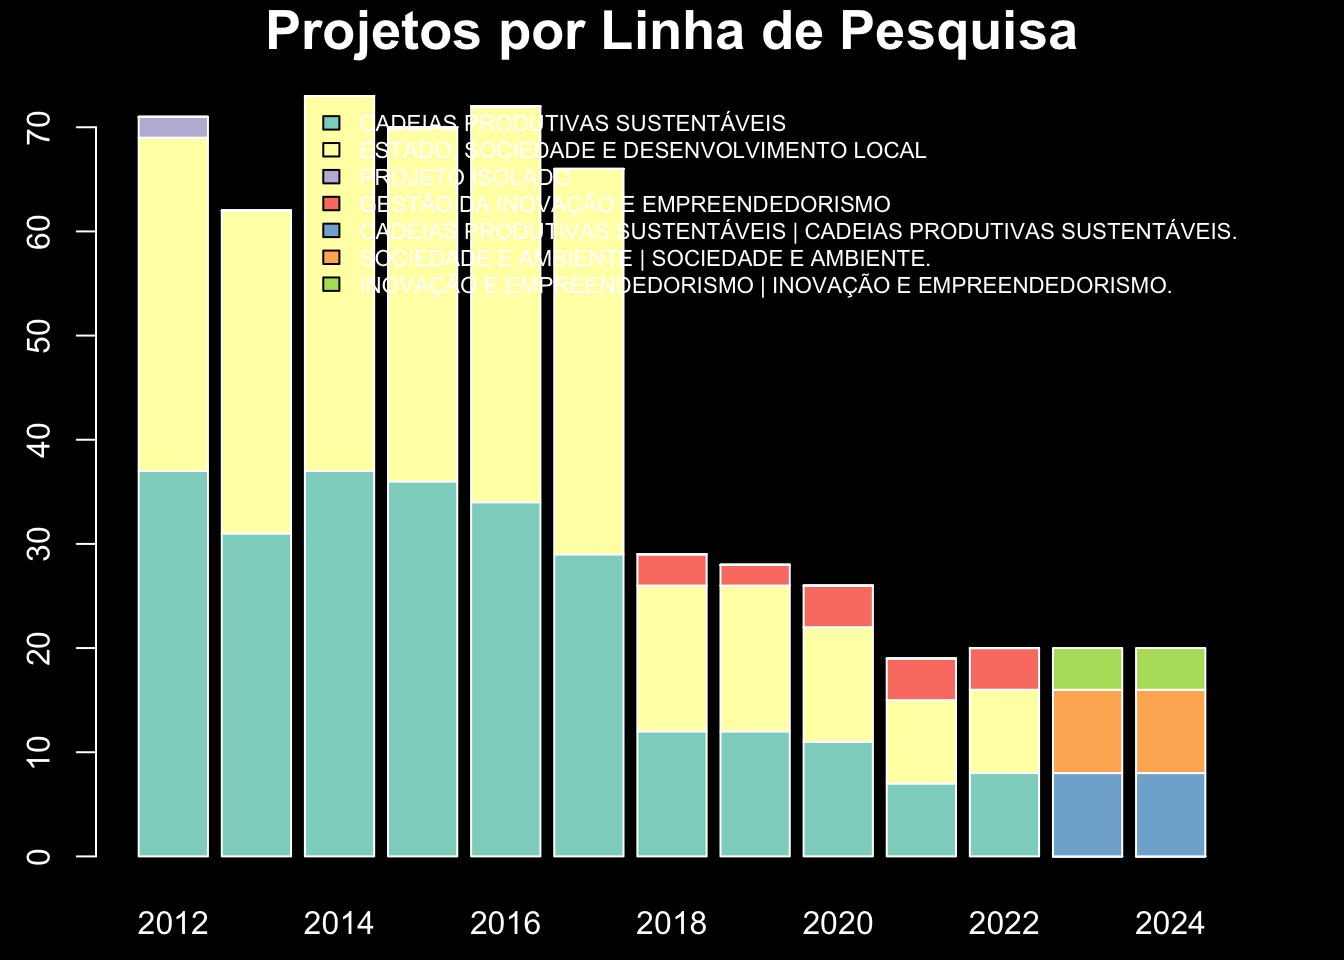 Projetos por Linha de Pesquisa
CADEIAS PRODUTIVAS SUSTENTÁVEIS
ESTADO, SOCIEDADE E DESENVOLVIMENTO LOCAL
PROJETO ISOLADO
GESTÃO DA INOVAÇÃO E EMPREENDEDORISMO
CADEIAS PRODUTIVAS SUSTENTÁVEIS | CADEIAS PRODUTIVAS SUSTENTÁVEIS.
SOCIEDADE E AMBIENTE | SOCIEDADE E AMBIENTE.
INOVAÇÃO E EMPREENDEDORISMO | INOVAÇÃO E EMPREENDEDORISMO.
70
60
50
40
30
20
10
0
2012 2014 2016 2018 2020 2022 2024